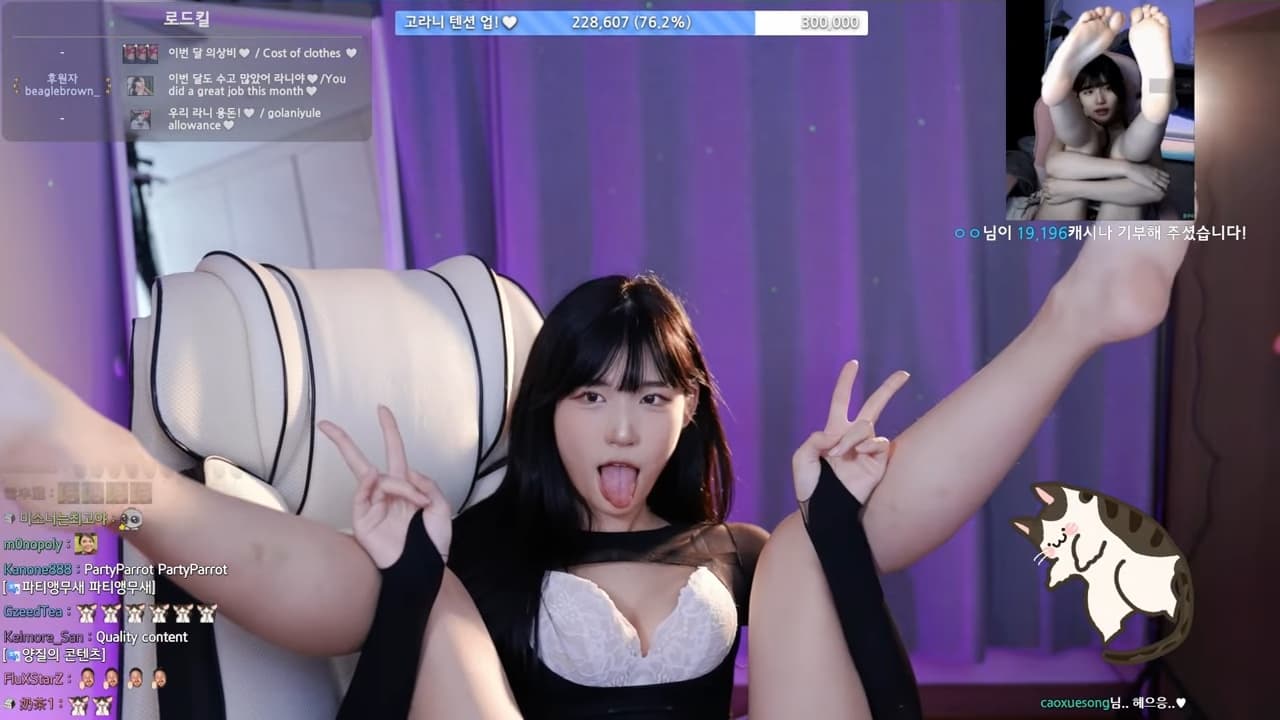 로드킬
고라니 텐션 업!♥ 228,607 (76.2%) 300,000
-
이번 달 의상비♥ / Cost of clothes ♥
후원자
beaglebrown_
이번 달도 수고 많았어 라니야♥/You
did a great job this month♥
-
우리 라니 용돈!♥ / golaniyule
allowance♥
ㅇㅇ님이 19,196캐시나 기부해 주셨습니다!
미소너는최고야
m0nopoly :
Kanone888 : PartyParrot PartyParrot
[파티앵무새 파티앵무새]
GzeedTea :
Kelmore_San : Quality content
[양질의 콘텐츠]
FluXStarZ :
奶茶1 :
caoxuesong님.. 헤으응..♥